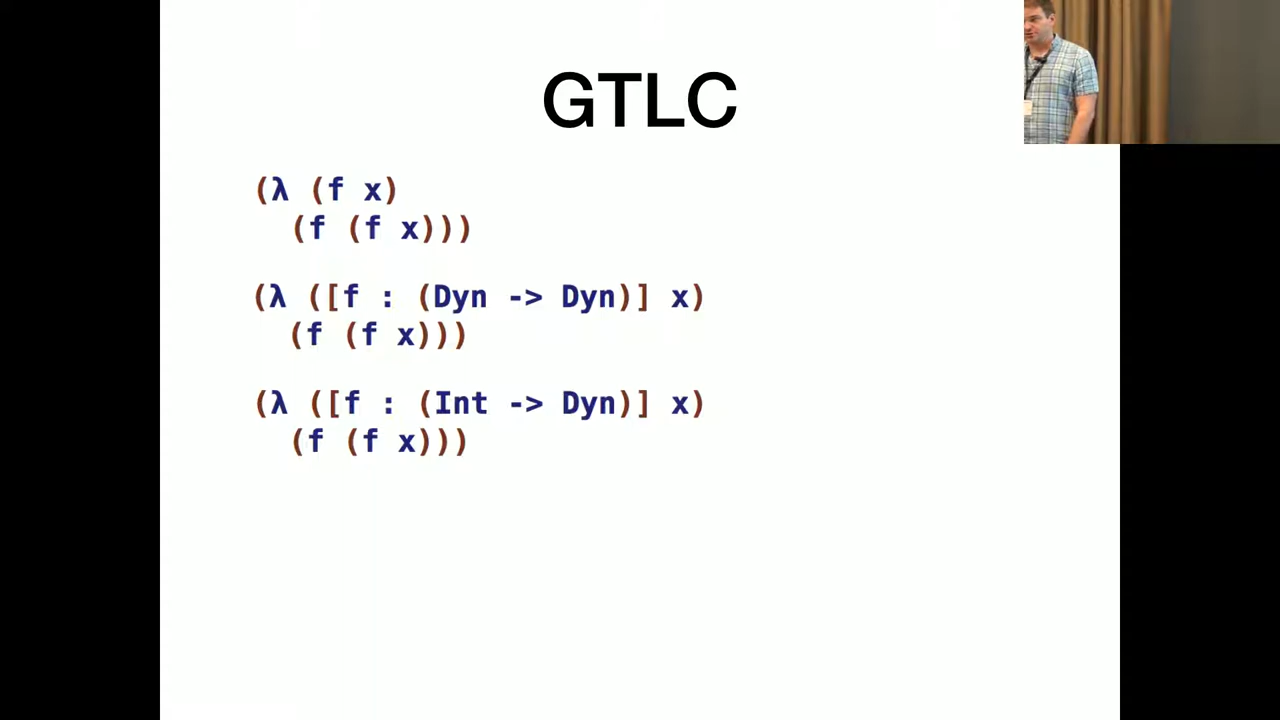 GTLC
(λ (f x)
(f (f x)))
(λ ([f : (Dyn -> Dyn)] x)
(f (f x)))
(λ ([f : (Int -> Dyn)] x)
(f (f x)))